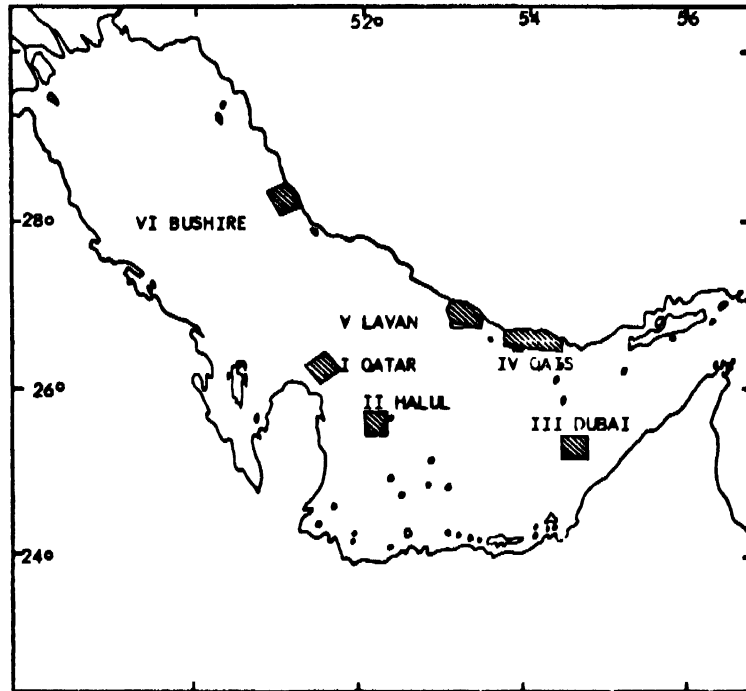 52° 54 56
28°
VI BUSHIRE
V LAVAN
I QATAR
IV QAIS
26°
II HALUL
III DUBAI
24°